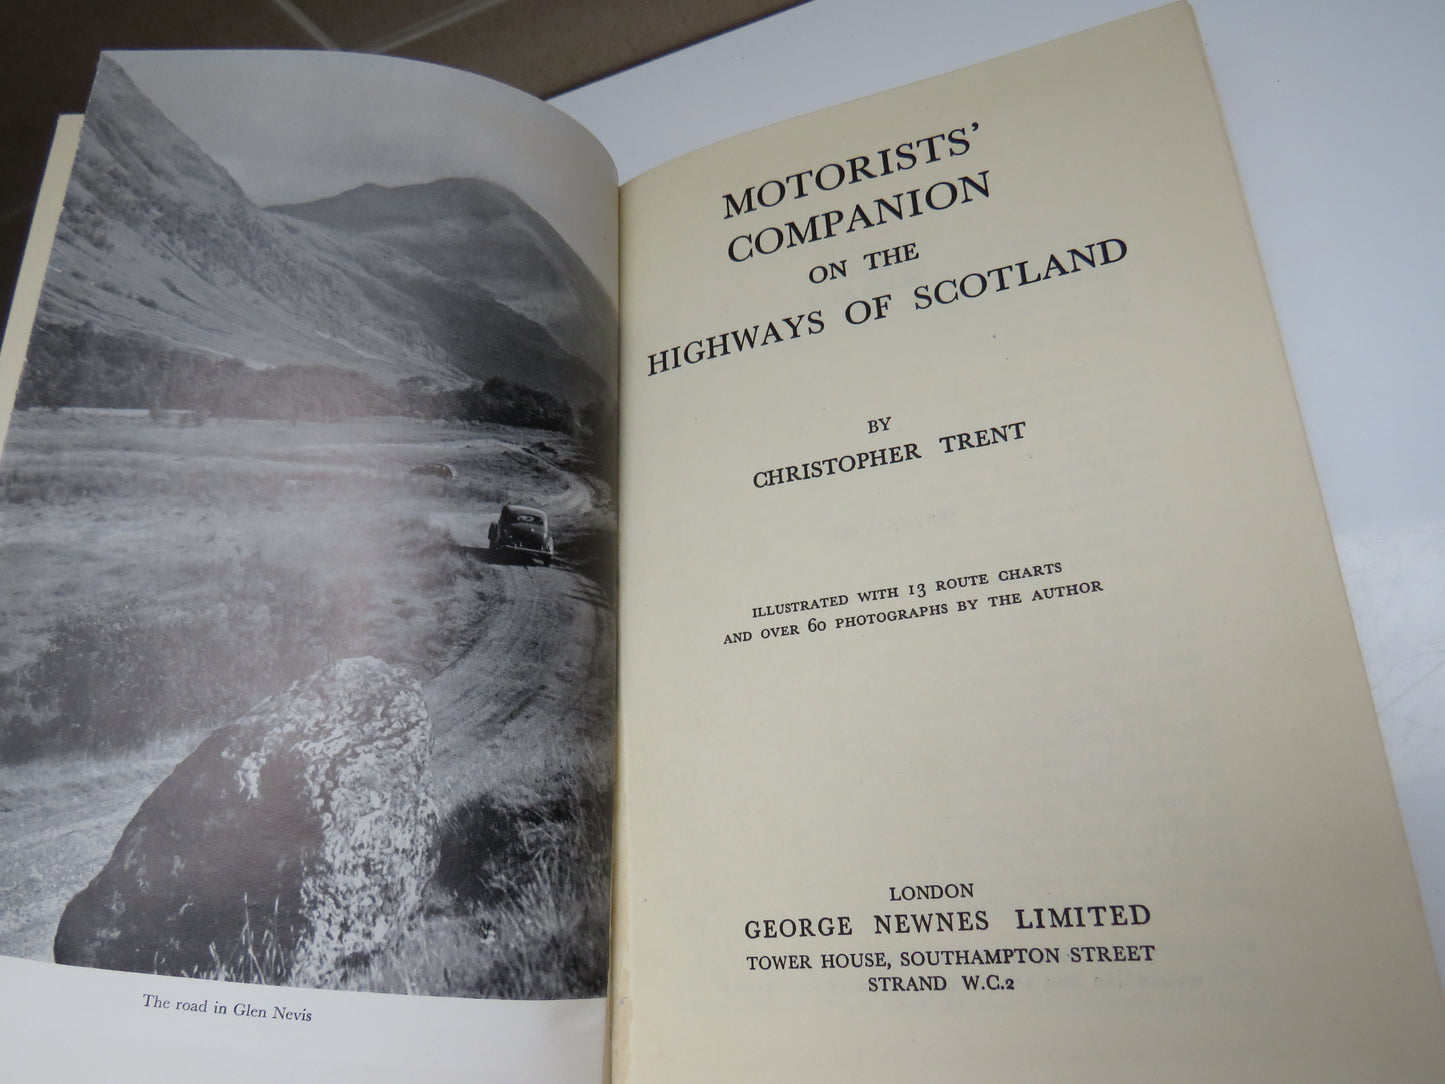 The road in Glen Nevis
MOTORISTS'
COMPANION
ON THE
HIGHWAYS OF SCOTLAND
BY
CHRISTOPHER TRENT
ILLUSTRATED WITH 13 ROUTE CHARTS
AND OVER 60 PHOTOGRAPHS BY THE AUTHOR
LONDON
GEORGE NEWNES LIMITED
TOWER HOUSE, SOUTHAMPTON STREET
STRAND W.C.2